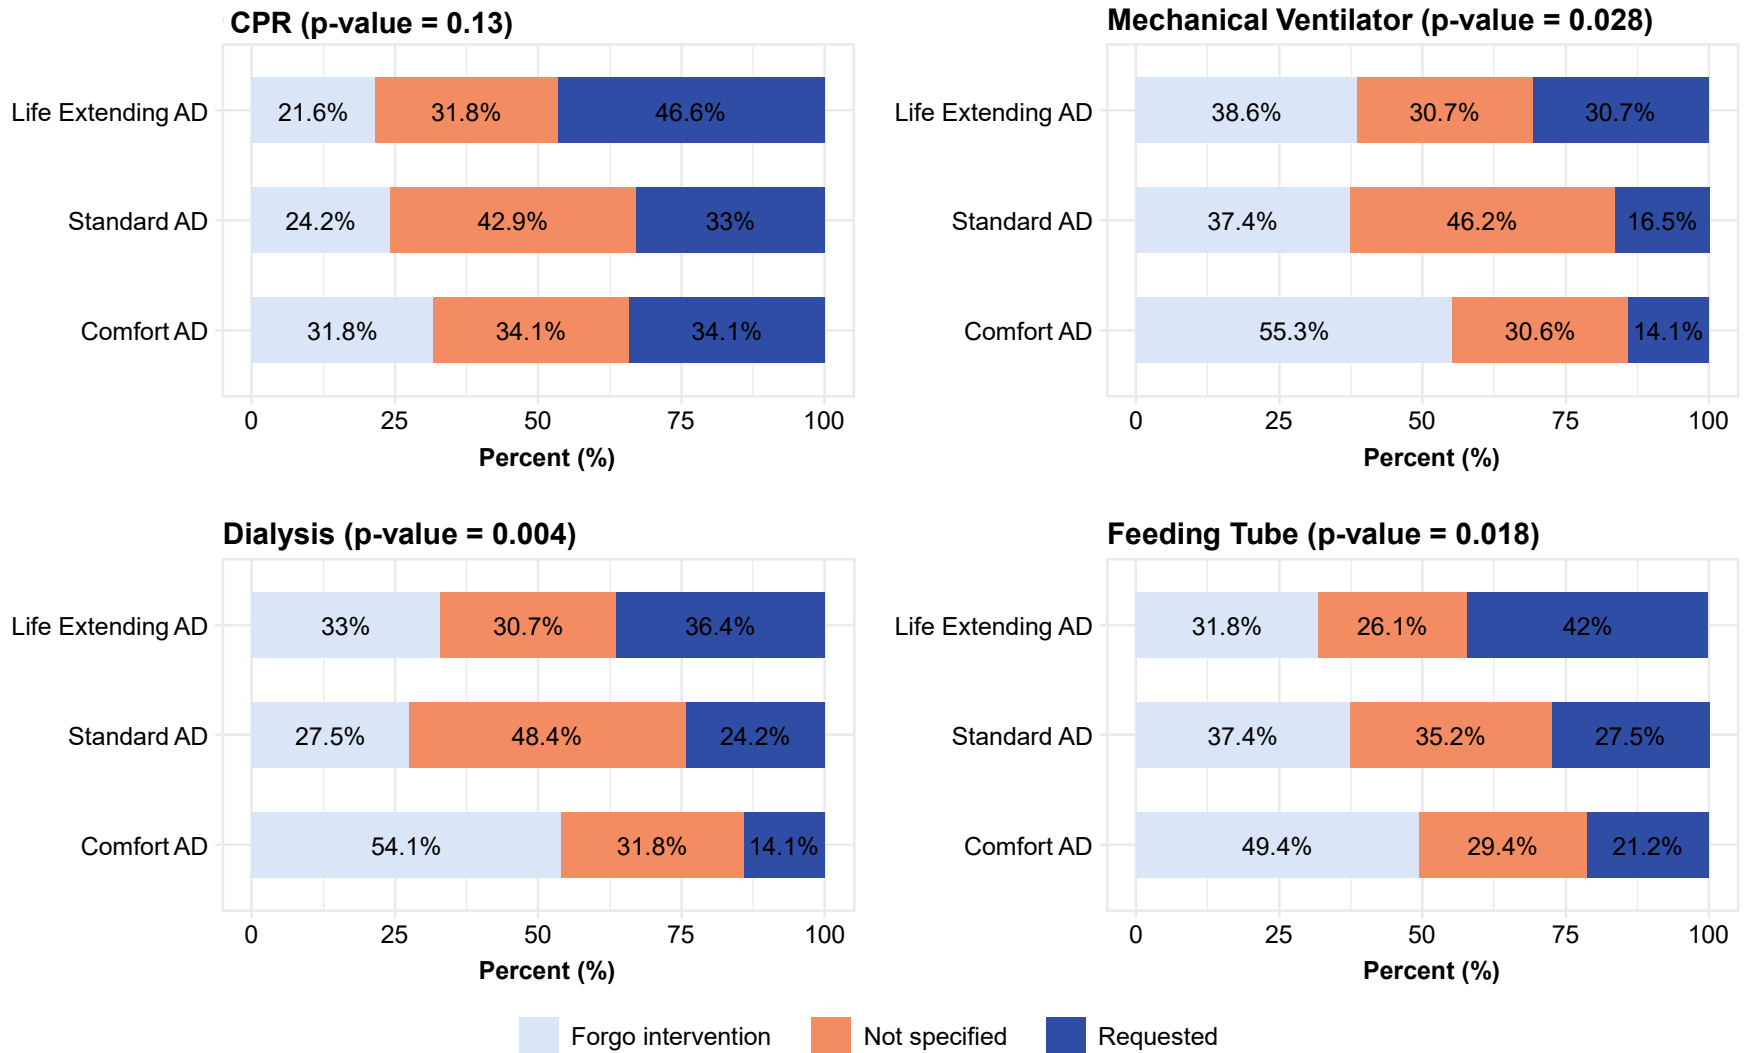 CPR (p-value = 0.13)
Life Extending AD 21.6% 31.8% 46.6%
Standard AD 24.2% 42.9% 33%
Comfort AD 31.8% 34.1% 34.1%
0 25 50 75 100
Percent (%)
Mechanical Ventilator (p-value = 0.028)
Life Extending AD 38.6% 30.7% 30.7%
Standard AD 37.4% 46.2% 16.5%
Comfort AD 55.3% 30.6% 14.1%
0 25 50 75 100
Percent (%)
Dialysis (p-value = 0.004)
Life Extending AD 33% 30.7% 36.4%
Standard AD 27.5% 48.4% 24.2%
Comfort AD 54.1% 31.8% 14.1%
0 25 50 75 100
Percent (%)
Feeding Tube (p-value = 0.018)
Life Extending AD 31.8% 26.1% 42%
Standard AD 37.4% 35.2% 27.5%
Comfort AD 49.4% 29.4% 21.2%
0 25 50 75 100
Percent (%)
Forgo intervention Not specified Requested